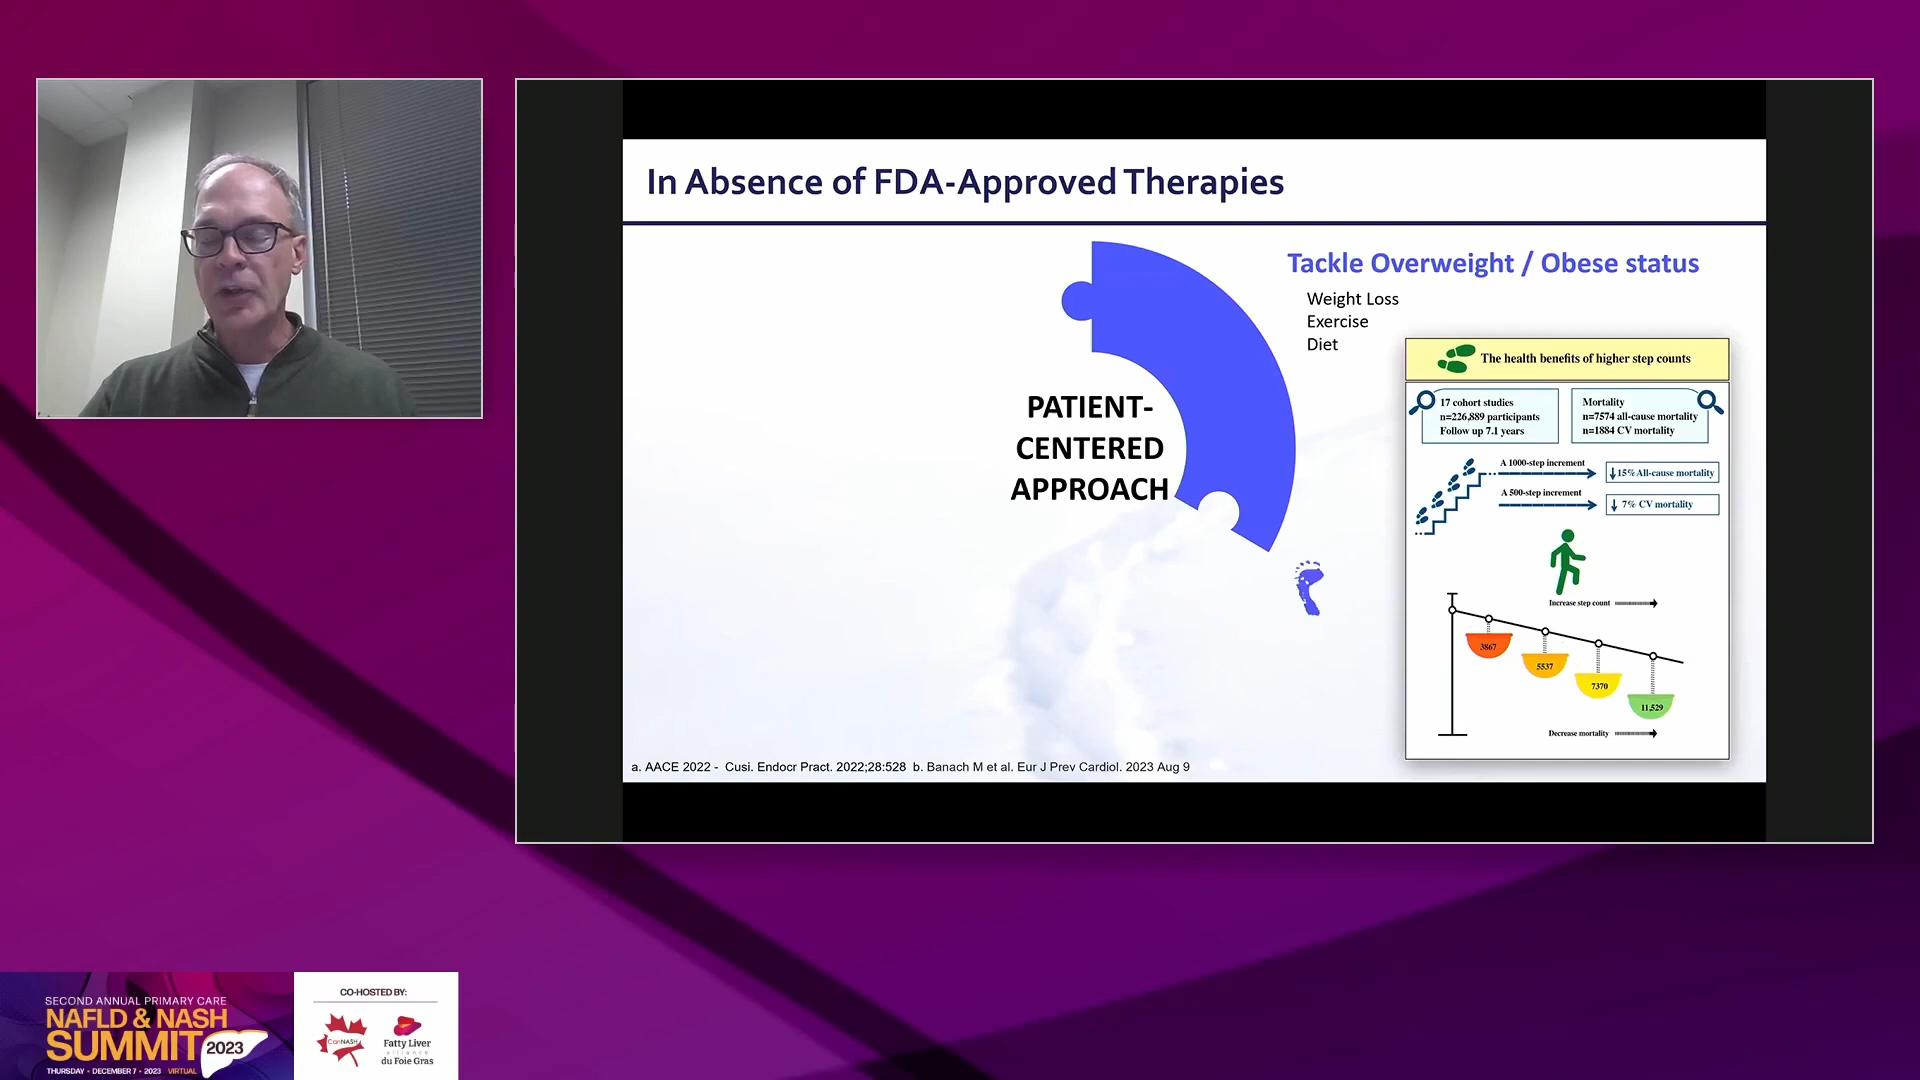 In Absence of FDA-Approved Therapies
Tackle Overweight / Obese status
Weight Loss
Exercise
Diet
PATIENT-
CENTERED
APPROACH
The health benefits of higher step counts
17 cohort studies
n=226,889 participants
Follow up 7.1 years
Mortality
n=7574 all-cause mortality
n=1884 CV mortality
A 1000-step increment
↓15% All-cause mortality
A 500-step increment
↓ 7% CV mortality
Increase step count
3867
5537
7370
11,529
Decrease mortality
a. AACE 2022 - Cusi. Endocr Pract. 2022;28:528 b. Banach M et al. Eur J Prev Cardiol. 2023 Aug 9
SECOND ANNUAL PRIMARY CARE
NAFLD & NASH
SUMMIT 2023
THURSDAY • DECEMBER 7 • 2023 VIRTUAL
CO-HOSTED BY:
CanNASH
Fatty Liver
alliance
du Foie Gras